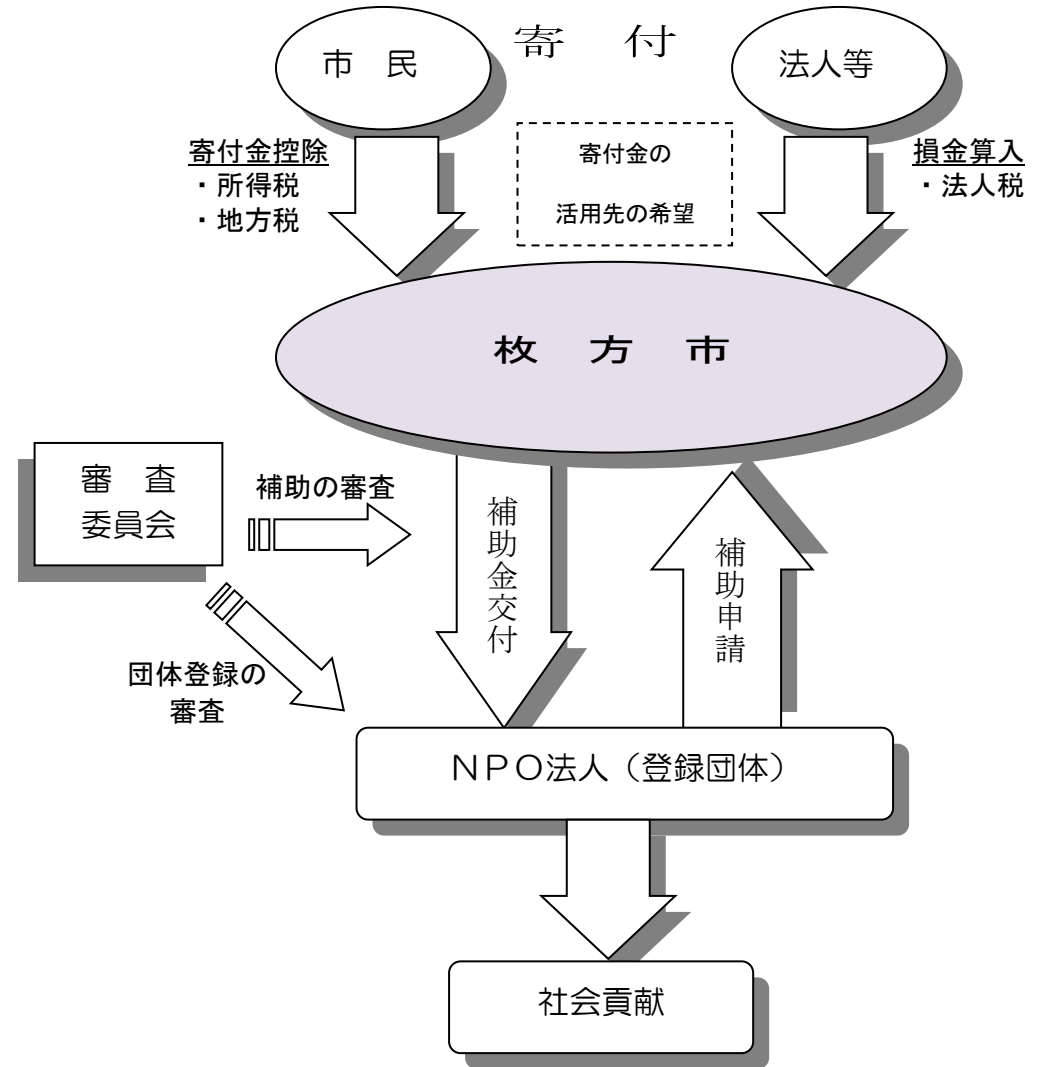 寄　付
市　民
法人等
寄付金控除
・所得税
・地方税
寄付金の
活用先の希望
損金算入
・法人税
枚　方　市
審　査
委員会
補助の審査
補助金交付
補助申請
団体登録の
審査
ＮＰＯ法人（登録団体）
社会貢献